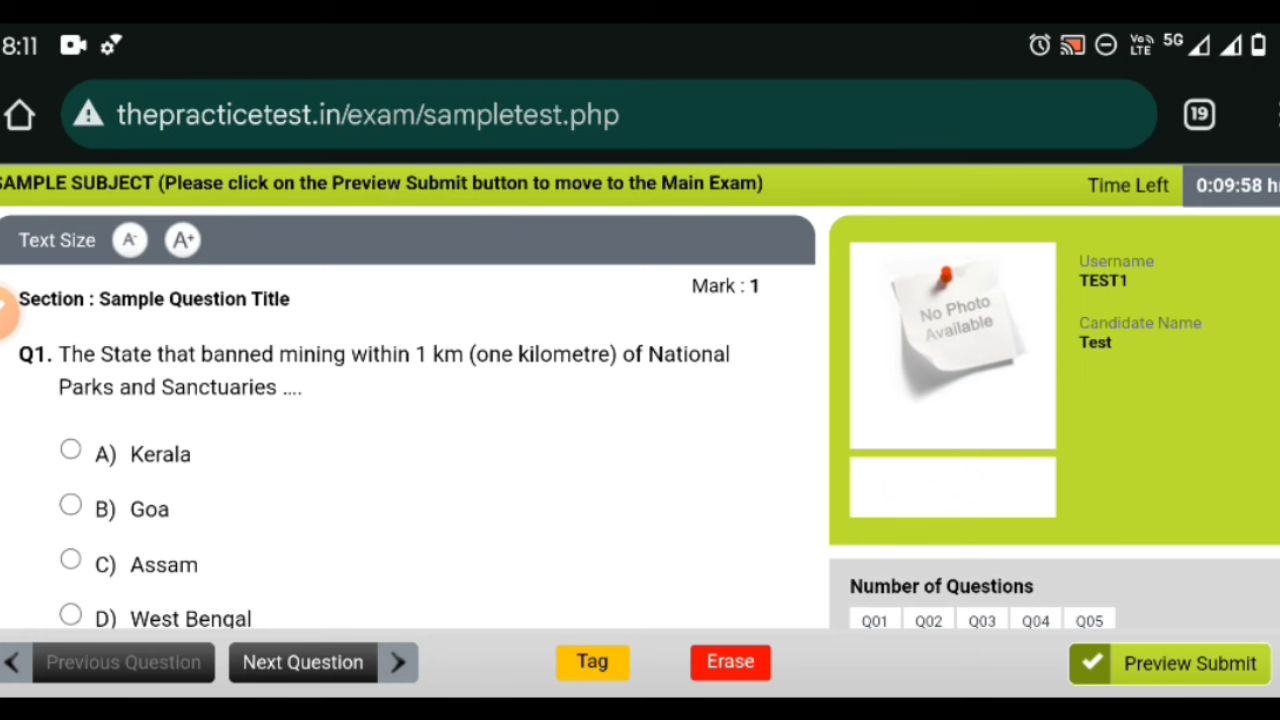 8:11
Vo LTE 5G
thepracticetest.in/exam/sampletest.php
19
SAMPLE SUBJECT (Please click on the Preview Submit button to move to the Main Exam)
Time Left 0:09:58
Text Size A- A+
Mark : 1
Section : Sample Question Title
Q1. The State that banned mining within 1 km (one kilometre) of National
Parks and Sanctuaries ....
A) Kerala
B) Goa
C) Assam
D) West Bengal
No Photo
Available
Username
TEST1
Candidate Name
Test
Number of Questions
Q01 Q02 Q03 Q04 Q05
Previous Question
Next Question
Tag
Erase
Preview Submit